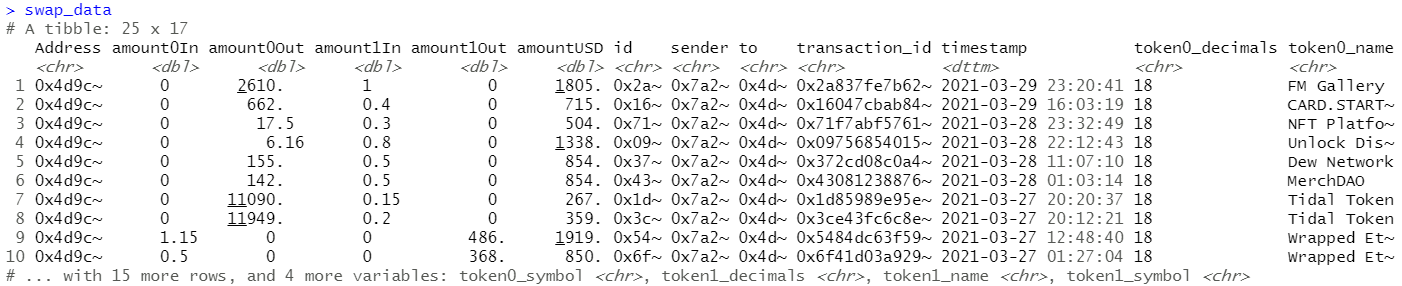 > swap_data
# A tibble: 25 x 17
   Address amount0In amount0Out amount1In amount1Out amountUSD id    sender to    transaction_id timestamp           token0_decimals token0_name
   <chr>       <dbl>      <dbl>     <dbl>      <dbl>     <dbl> <chr> <chr>  <chr> <chr>          <dttm>              <chr>           <chr>
 1 0x4d9c~      0       2610.        1            0      1805. 0x2a~ 0x7a2~ 0x4d~ 0x2a837fe7b62~ 2021-03-29 23:20:41 18              FM Gallery
 2 0x4d9c~      0        662.        0.4          0       715. 0x16~ 0x7a2~ 0x4d~ 0x16047cbab84~ 2021-03-29 16:03:19 18              CARD.START~
 3 0x4d9c~      0         17.5       0.3          0       504. 0x71~ 0x7a2~ 0x4d~ 0x71f7abf5761~ 2021-03-28 23:32:49 18              NFT Platfo~
 4 0x4d9c~      0          6.16      0.8          0      1338. 0x09~ 0x7a2~ 0x4d~ 0x09756854015~ 2021-03-28 22:12:43 18              Unlock Dis~
 5 0x4d9c~      0        155.        0.5          0       854. 0x37~ 0x7a2~ 0x4d~ 0x372cd08c0a4~ 2021-03-28 11:07:10 18              Dew Network
 6 0x4d9c~      0        142.        0.5          0       854. 0x43~ 0x7a2~ 0x4d~ 0x43081238876~ 2021-03-28 01:03:14 18              MerchDAO
 7 0x4d9c~      0      11090.        0.15         0       267. 0x1d~ 0x7a2~ 0x4d~ 0x1d85989e95e~ 2021-03-27 20:20:37 18              Tidal Token
 8 0x4d9c~      0      11949.        0.2          0       359. 0x3c~ 0x7a2~ 0x4d~ 0x3ce43fc6c8e~ 2021-03-27 20:12:21 18              Tidal Token
 9 0x4d9c~      1.15       0         0          486.     1919. 0x54~ 0x7a2~ 0x4d~ 0x5484dc63f59~ 2021-03-27 12:48:40 18              Wrapped Et~
10 0x4d9c~      0.5        0         0          368.      850. 0x6f~ 0x7a2~ 0x4d~ 0x6f41d03a929~ 2021-03-27 01:27:04 18              Wrapped Et~
# ... with 15 more rows, and 4 more variables: token0_symbol <chr>, token1_decimals <chr>, token1_name <chr>, token1_symbol <chr>